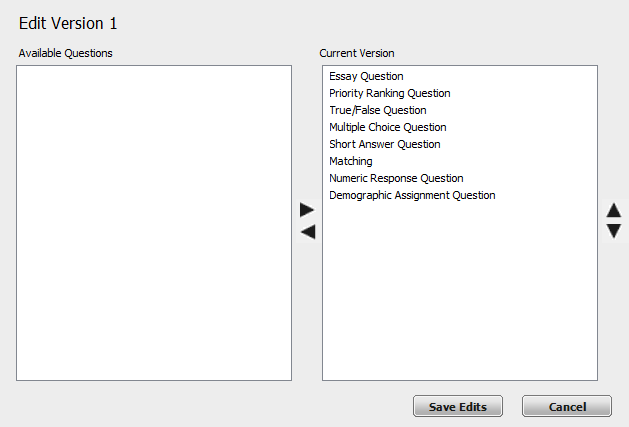 Edit Version 1
Available Questions
Current Version
Essay Question
Priority Ranking Question
True/False Question
Multiple Choice Question
Short Answer Question
Matching
Numeric Response Question
Demographic Assignment Question
Save Edits
Cancel